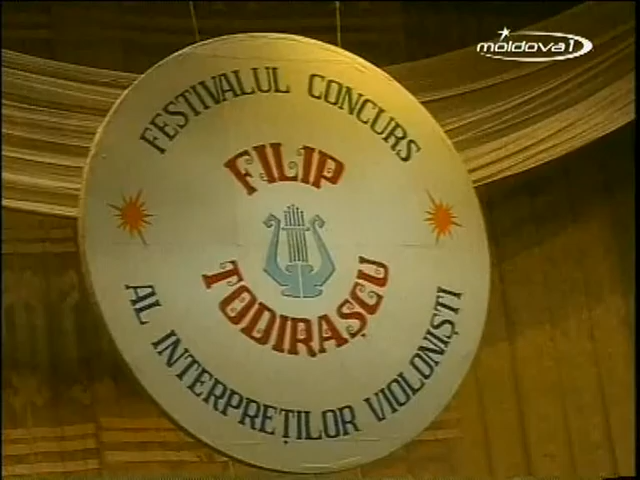 moldova1
FESTIVALUL CONCURS
FILIP
TODIRAȘCU
AL INTERPREȚILOR VIOLONIȘTI